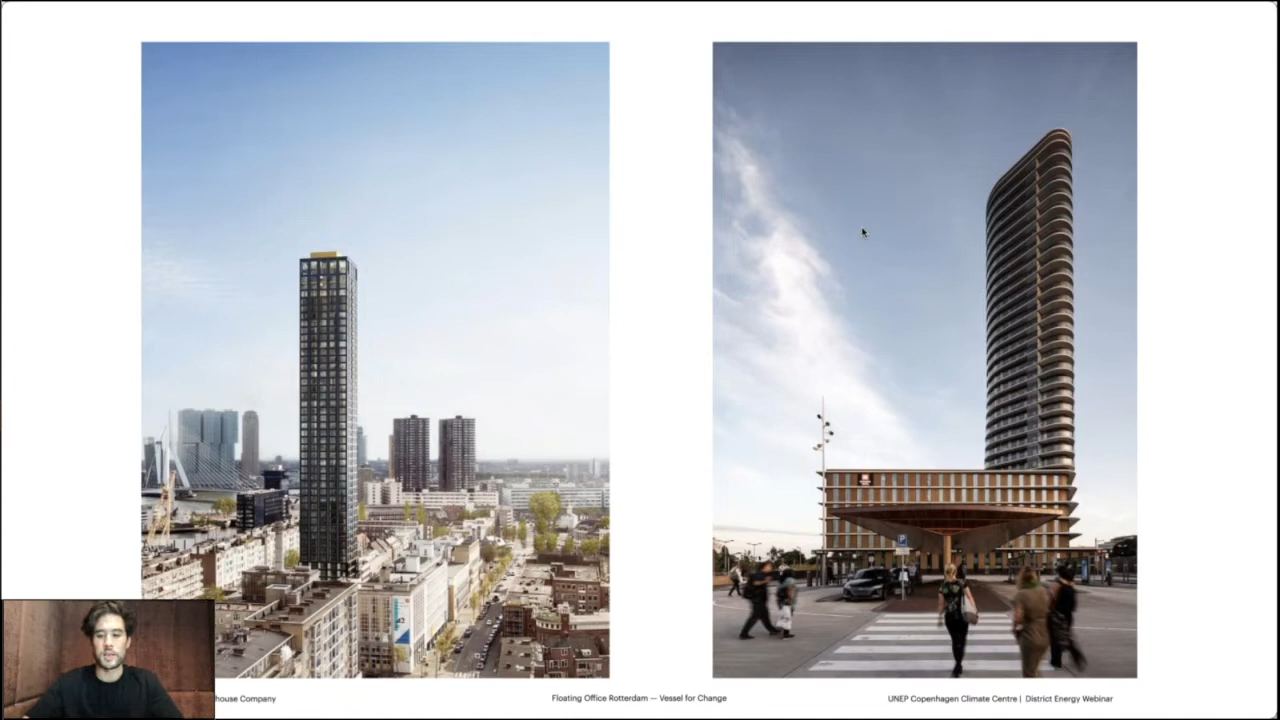 house Company
Floating Office Rotterdam — Vessel for Change
UNEP Copenhagen Climate Centre | District Energy Webinar
P